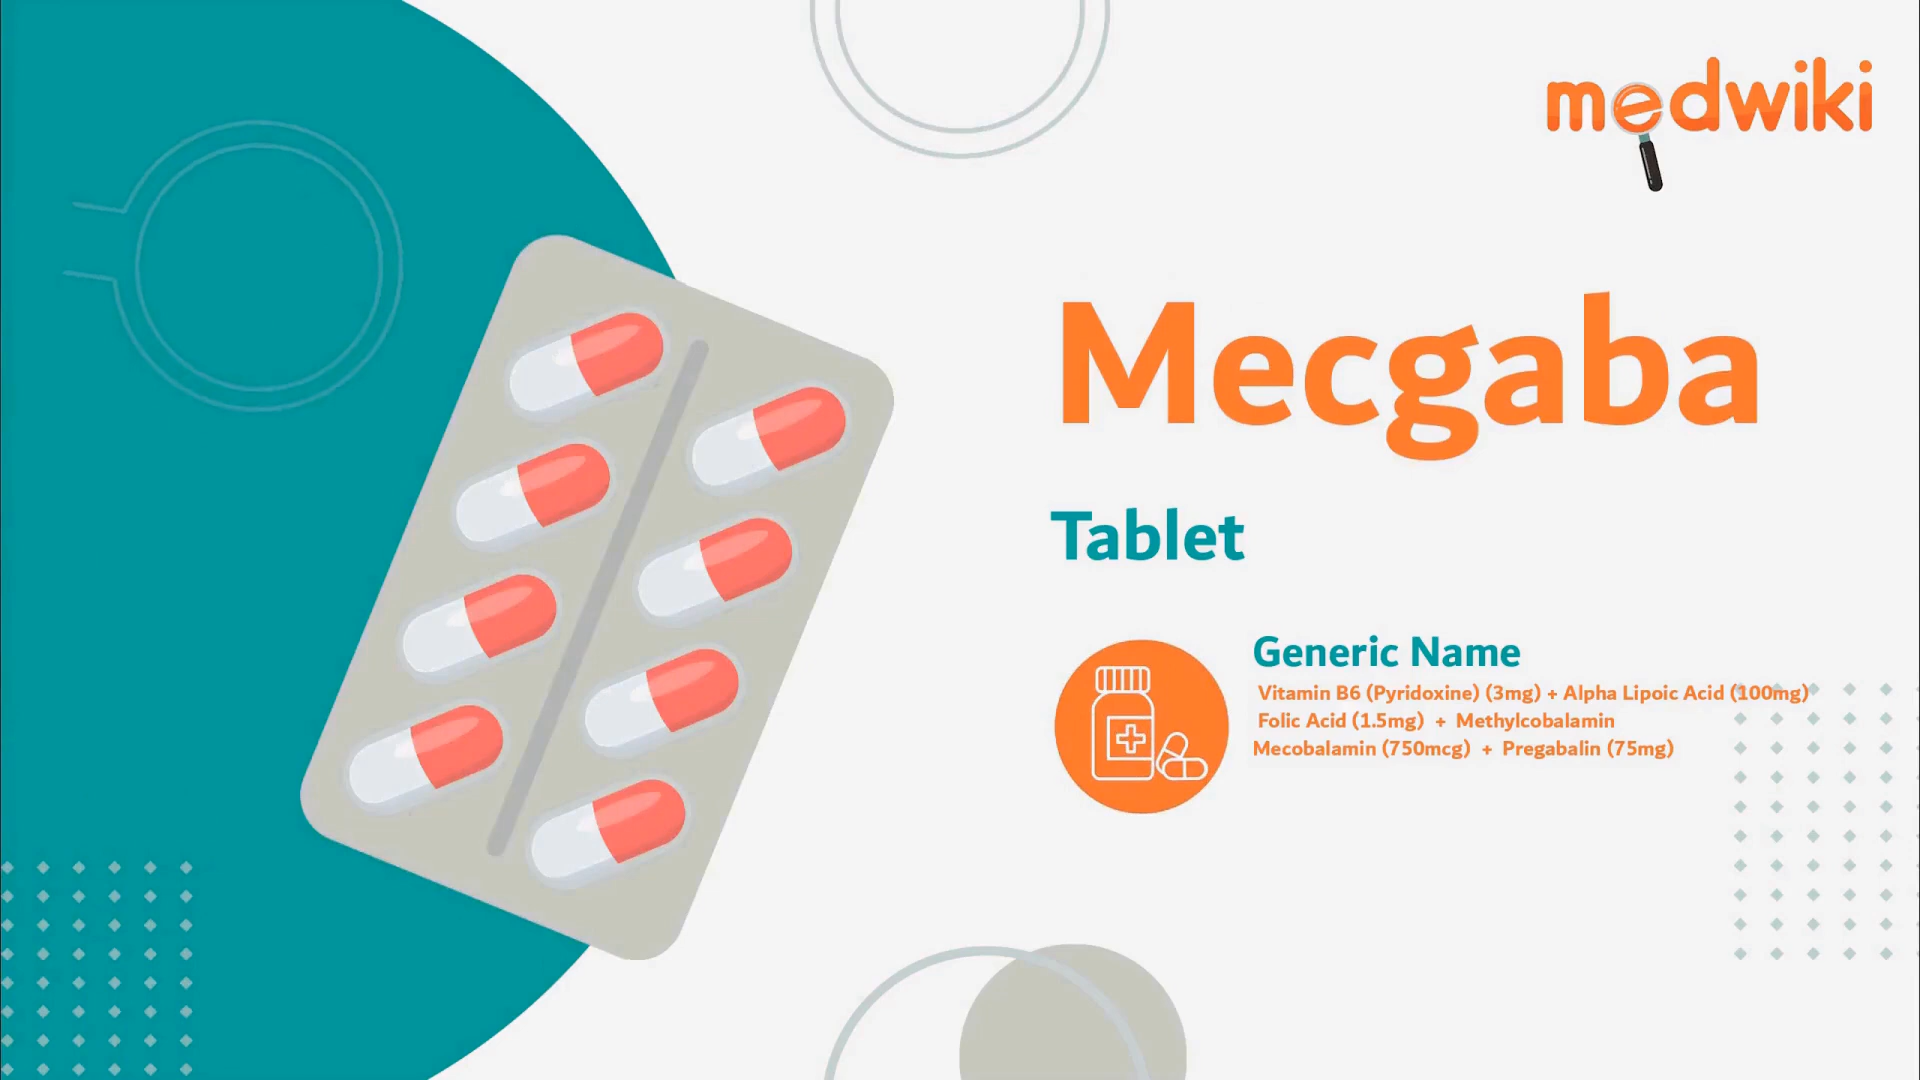 medwiki
Mecgaba
Tablet
Generic Name
Vitamin B6 (Pyridoxine) (3mg) + Alpha Lipoic Acid (100mg)
Folic Acid (1.5mg) + Methylcobalamin
Mecobalamin (750mcg) + Pregabalin (75mg)